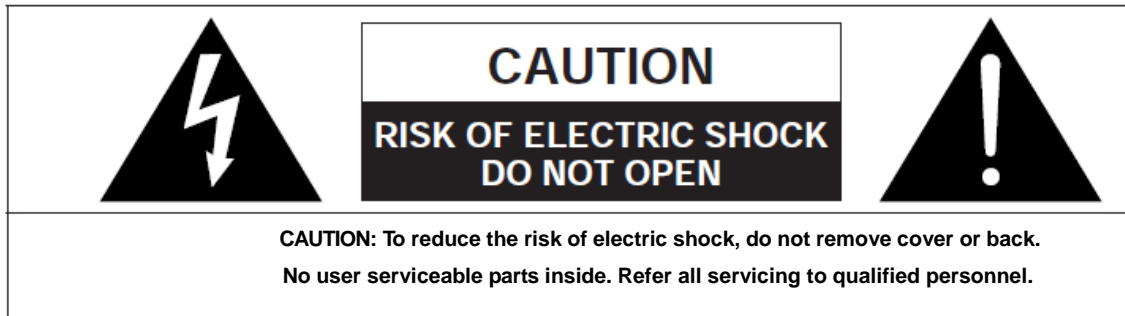 CAUTION
RISK OF ELECTRIC SHOCK
DO NOT OPEN
CAUTION: To reduce the risk of electric shock, do not remove cover or back.
No user serviceable parts inside. Refer all servicing to qualified personnel.